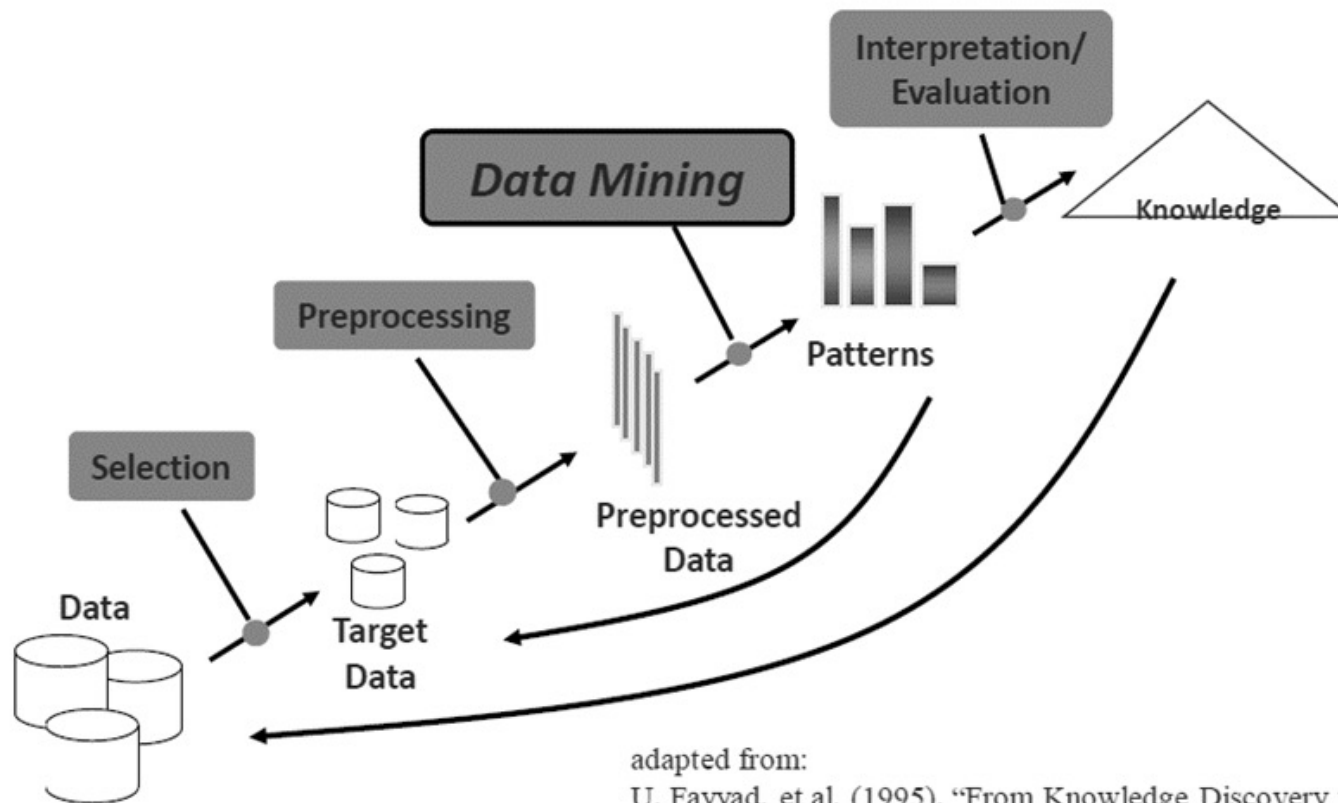 Interpretation/
Evaluation
Data Mining
Knowledge
Preprocessing
Patterns
Selection
Preprocessed
Data
Data
Target
Data
adapted from:
U. Fayyad, et al. (1995), “From Knowledge Discovery